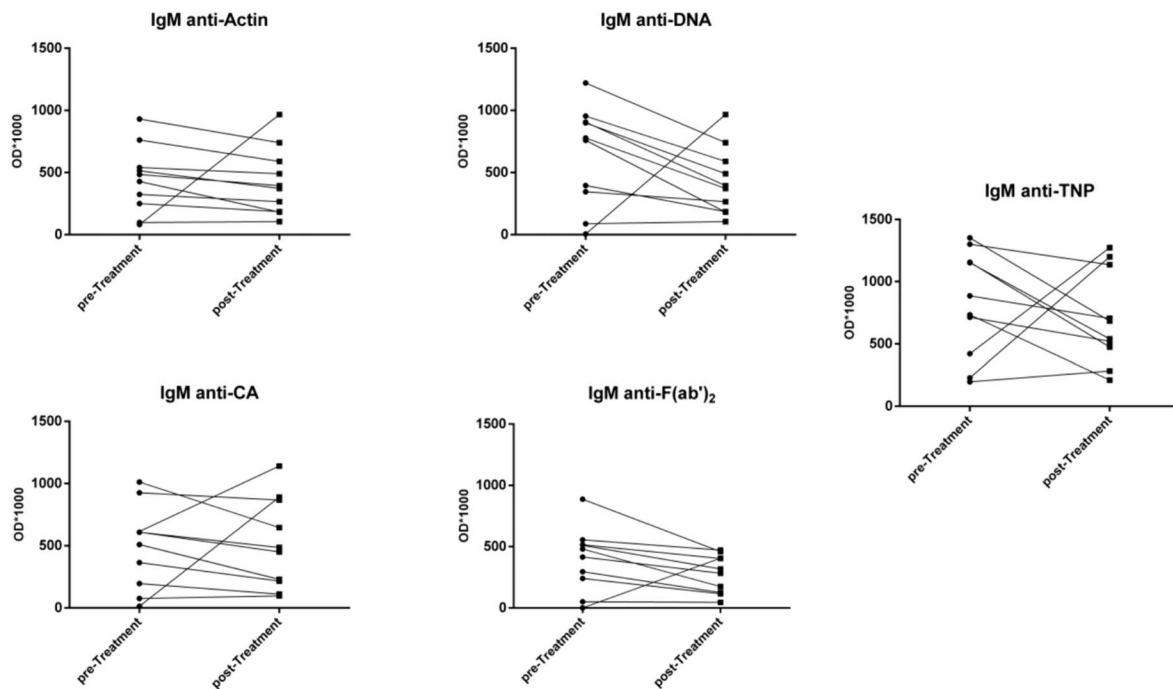 IgM anti-Actin
1500
1000
500
0
OD*1000
pre-Treatment
post-Treatment
IgM anti-DNA
1500
1000
500
0
OD*1000
pre-Treatment
post-Treatment
IgM anti-TNP
1500
1000
500
0
OD*1000
pre-Treatment
post-Treatment
IgM anti-CA
1500
1000
500
0
OD*1000
pre-Treatment
post-Treatment
IgM anti-F(ab')₂
1500
1000
500
0
OD*1000
pre-Treatment
post-Treatment